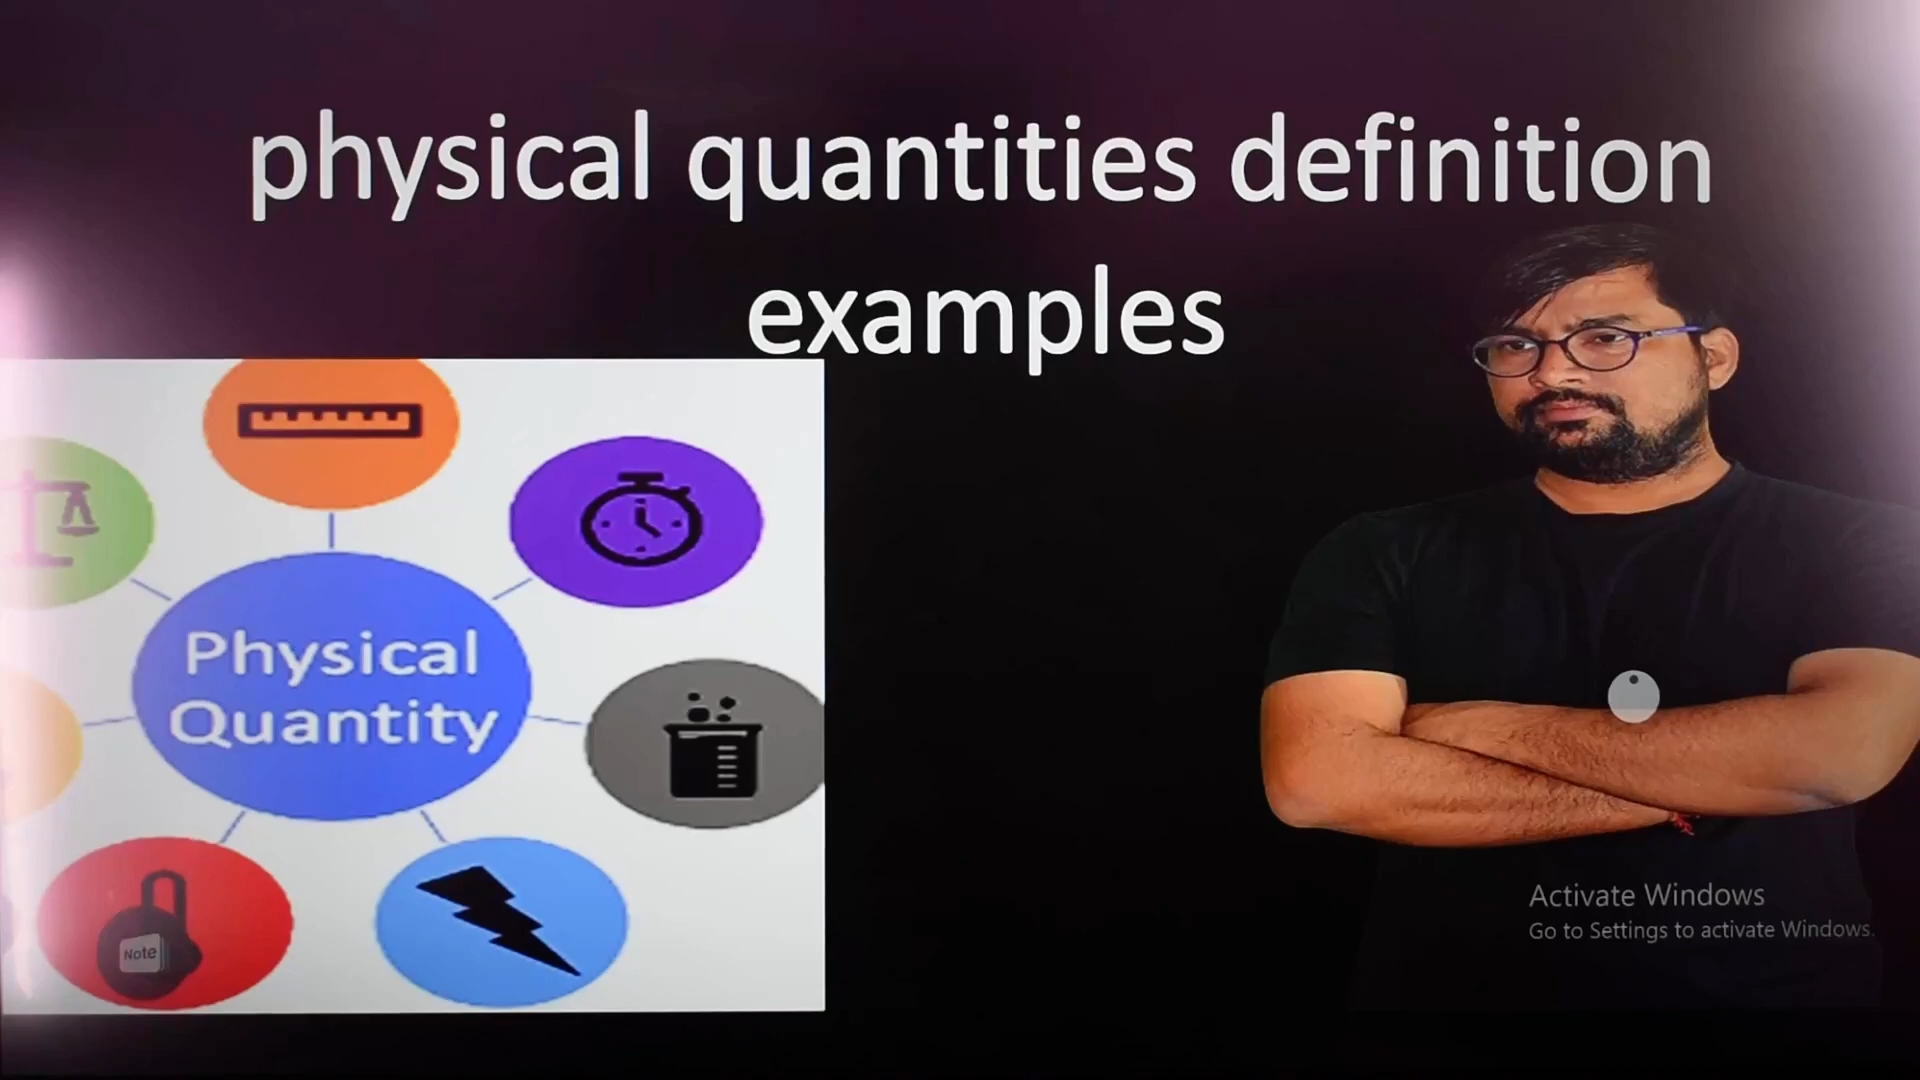 physical quantities definition
examples
Physical
Quantity
Note
Activate Windows
Go to Settings to activate Windows.